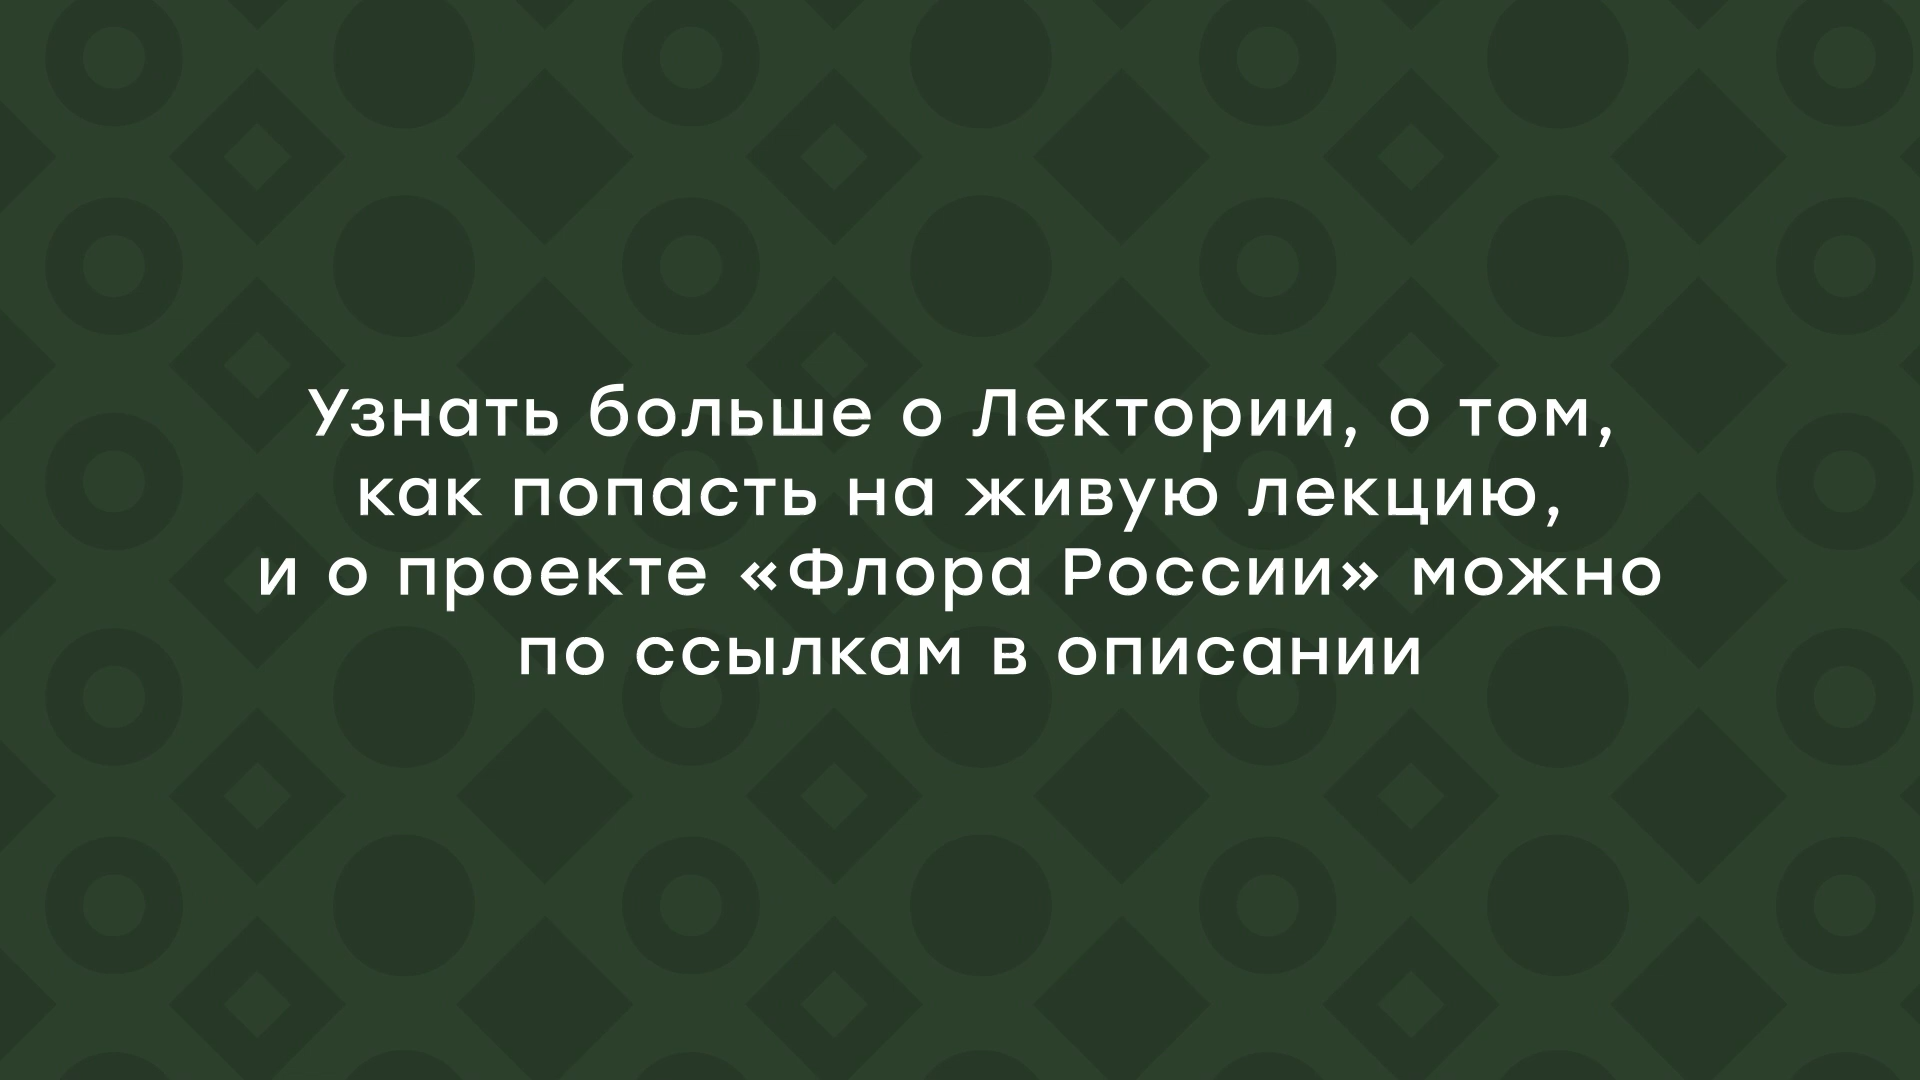 Узнать больше о Лектории, о том,
как попасть на живую лекцию,
и о проекте «Флора России» можно
по ссылкам в описании